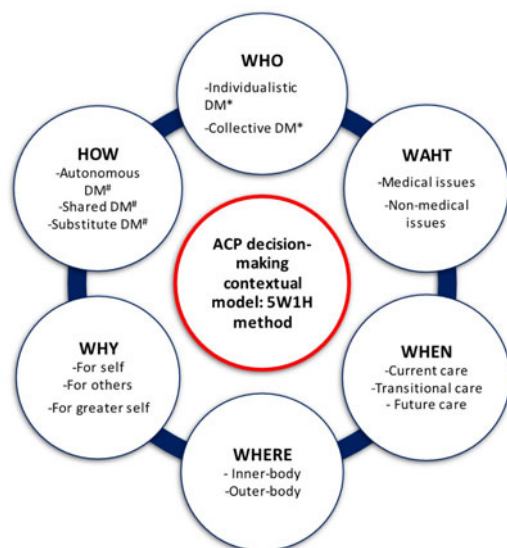 WHO
-Individualistic
DM*
-Collective DM*
WAHT
-Medical issues
-Non-medical
issues
WHEN
-Current care
-Transitional care
- Future care
WHERE
- Inner-body
-Outer-body
WHY
-For self
-For others
-For greater self
HOW
-Autonomous
DM#
-Shared DM#
-Substitute DM#
ACP decision-
making
contextual
model: 5W1H
method